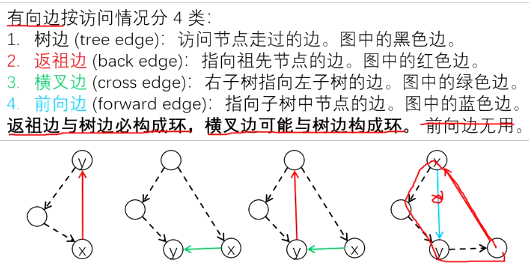 有向边按访问情况分 4 类:
1. 树边 (tree edge): 访问节点走过的边。图中的黑色边。
2. 返祖边 (back edge): 指向祖先节点的边。图中的红色边。
3. 横叉边 (cross edge): 右子树指向左子树的边。图中的绿色边。
4. 前向边 (forward edge): 指向子树中节点的边。图中的蓝色边。
返祖边与树边必构成环，横叉边可能与树边构成环。前向边无用。
y x
y x
y x
x y